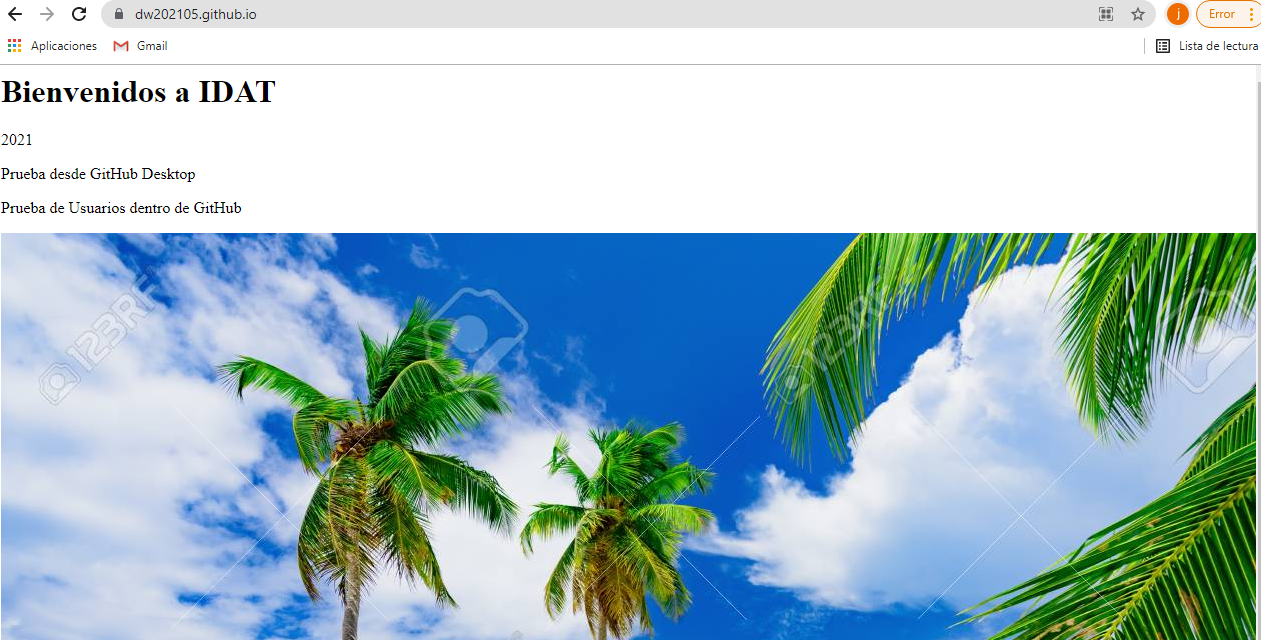 dw202105.github.io
j
Error
Aplicaciones
Gmail
Lista de lectura
Bienvenidos a IDAT
2021
Prueba desde GitHub Desktop
Prueba de Usuarios dentro de GitHub
123RF
123RF